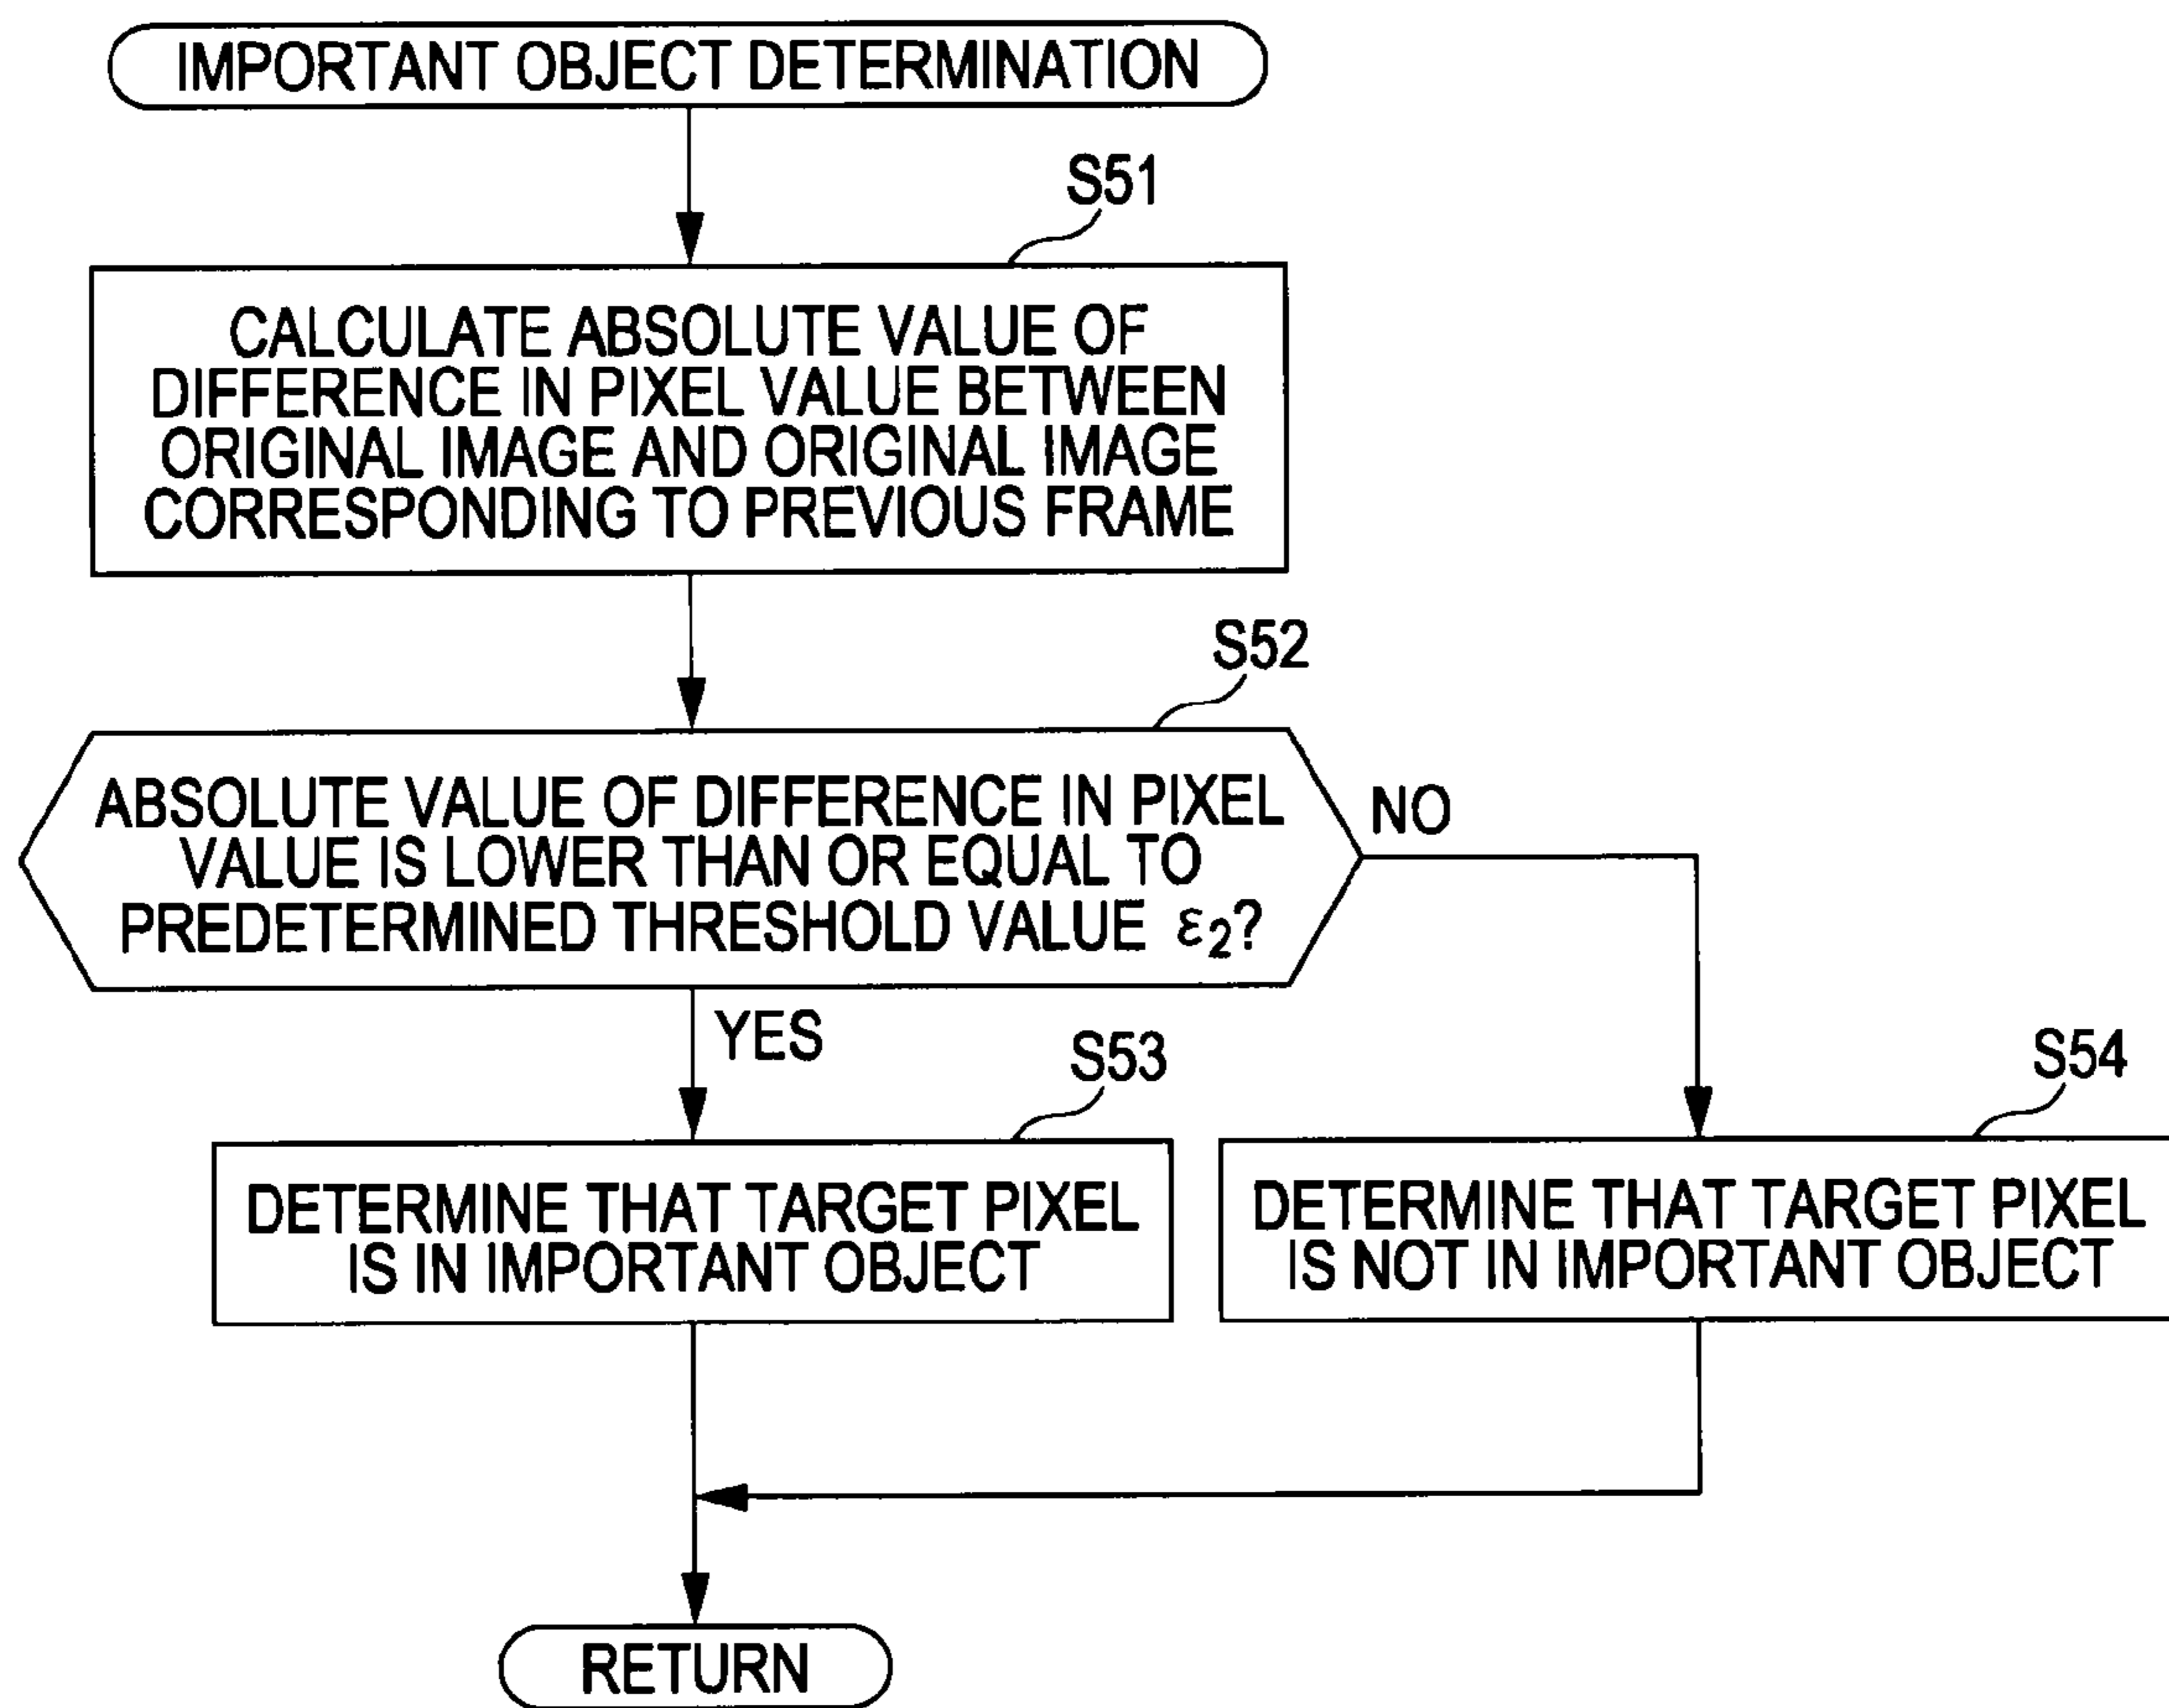 IMPORTANT OBJECT DETERMINATION
S51
CALCULATE ABSOLUTE VALUE OF
DIFFERENCE IN PIXEL VALUE BETWEEN
ORIGINAL IMAGE AND ORIGINAL IMAGE
CORRESPONDING TO PREVIOUS FRAME
S52
ABSOLUTE VALUE OF DIFFERENCE IN PIXEL
VALUE IS LOWER THAN OR EQUAL TO
PREDETERMINED THRESHOLD VALUE ε₂?
NO
YES
S53
DETERMINE THAT TARGET PIXEL
IS IN IMPORTANT OBJECT
S54
DETERMINE THAT TARGET PIXEL
IS NOT IN IMPORTANT OBJECT
RETURN